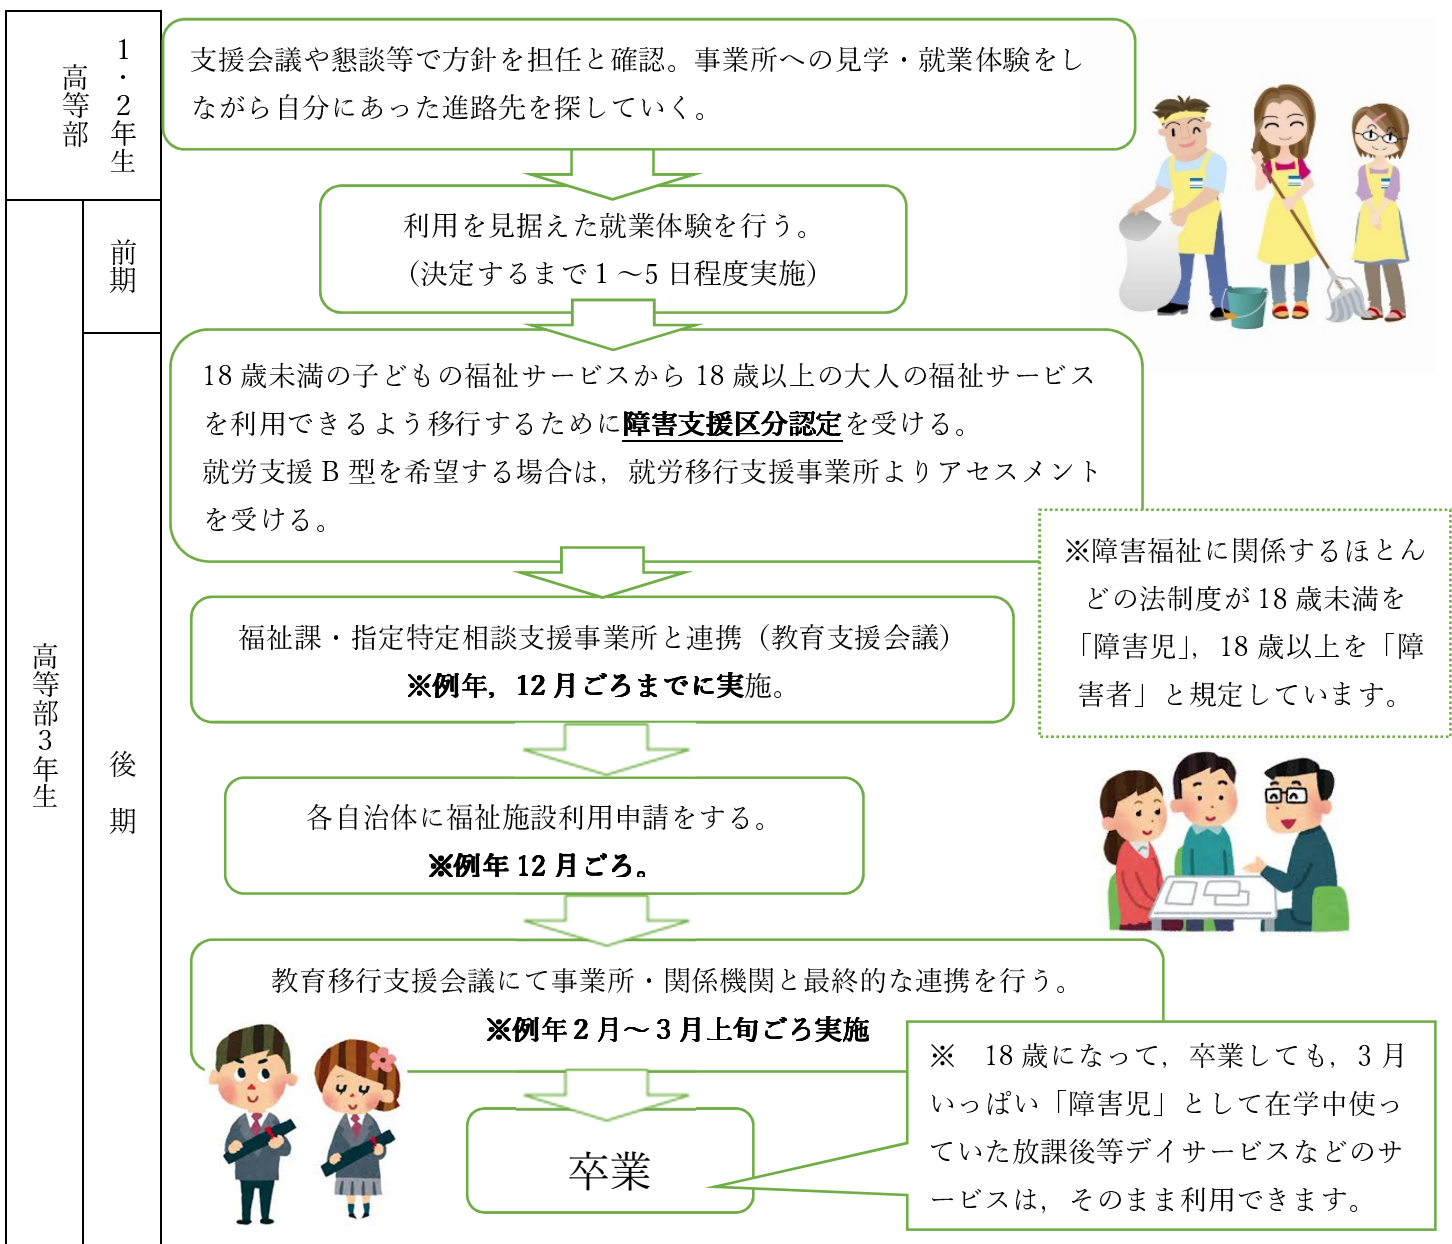 高等部
1・2年生
支援会議や懇談等で方針を担任と確認。事業所への見学・就業体験をし
ながら自分にあった進路先を探していく。
高等部3年生
前期
利用を見据えた就業体験を行う。
（決定するまで1～5日程度実施）
後期
18歳未満の子どもの福祉サービスから18歳以上の大人の福祉サービス
を利用できるよう移行するために障害支援区分認定を受ける。
就労支援B型を希望する場合は，就労移行支援事業所よりアセスメント
を受ける。
※障害福祉に関係するほとん
どの法制度が18歳未満を
「障害児」，18歳以上を「障
害者」と規定しています。
福祉課・指定特定相談支援事業所と連携（教育支援会議）
※例年，12月ごろまでに実施。
各自治体に福祉施設利用申請をする。
※例年12月ごろ。
教育移行支援会議にて事業所・関係機関と最終的な連携を行う。
※例年2月～3月上旬ごろ実施
卒業
※　18歳になって，卒業しても，3月
いっぱい「障害児」として在学中使っ
ていた放課後等デイサービスなどのサ
ービスは，そのまま利用できます。